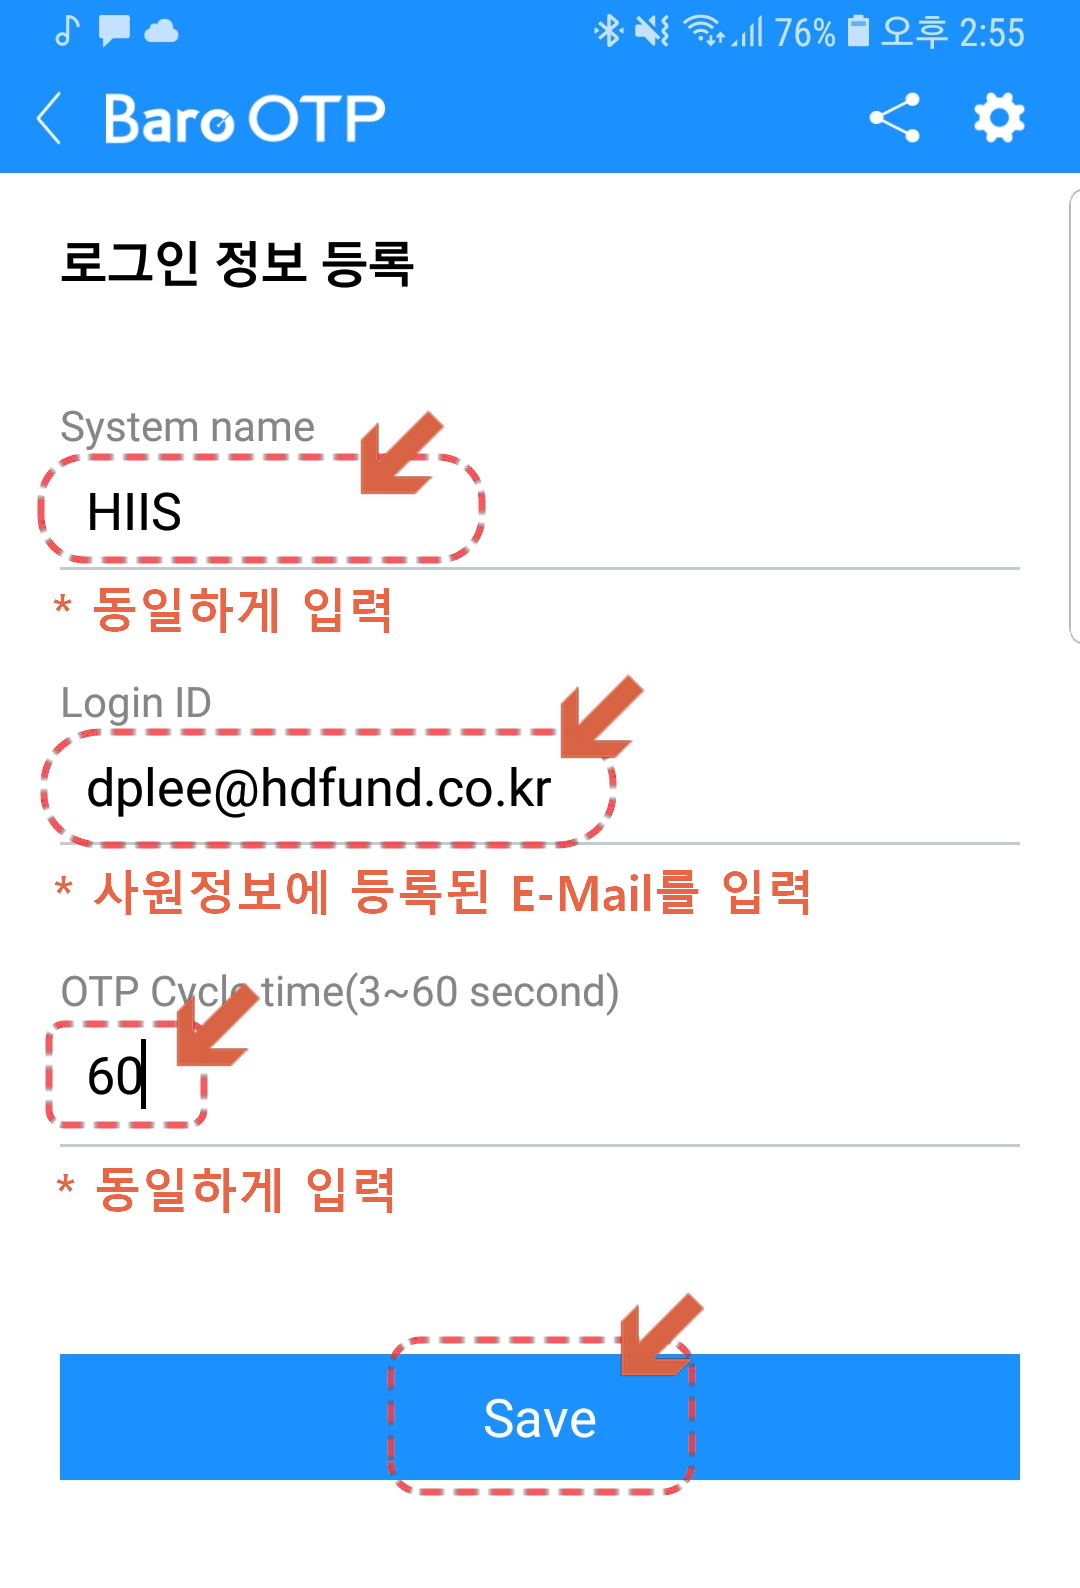 76% 오후 2:55
Baro OTP
로그인 정보 등록
System name
HIIS
* 동일하게 입력
Login ID
dplee@hdfund.co.kr
* 사원정보에 등록된 E-Mail를 입력
OTP Cycle time(3~60 second)
60
* 동일하게 입력
Save